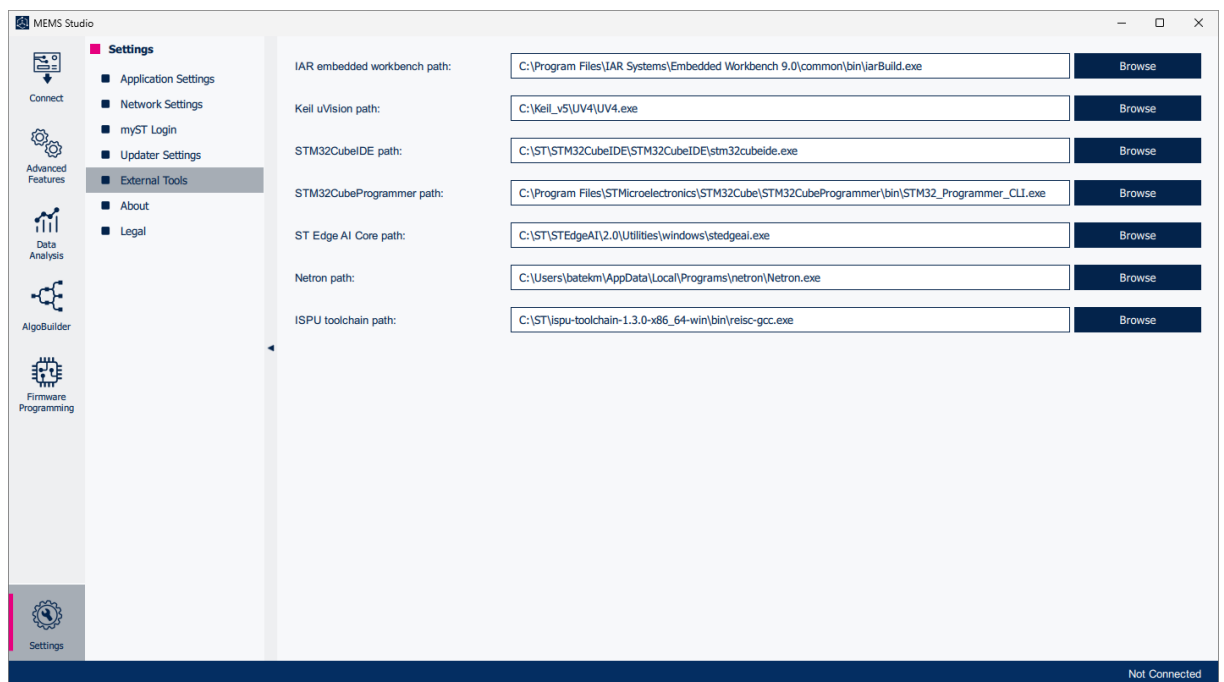 MEMS Studio
Connect
Advanced
Features
Data
Analysis
AlgoBuilder
Firmware
Programming
Settings
Settings
Application Settings
Network Settings
myST Login
Updater Settings
External Tools
About
Legal
IAR embedded workbench path: C:\Program Files\IAR Systems\Embedded Workbench 9.0\common\bin\iarBuild.exe Browse
Keil uVision path: C:\Keil_v5\UV4\UV4.exe Browse
STM32CubeIDE path: C:\ST\STM32CubeIDE\STM32CubeIDE\stm32cubeide.exe Browse
STM32CubeProgrammer path: C:\Program Files\STMicroelectronics\STM32Cube\STM32CubeProgrammer\bin\STM32_Programmer_CLI.exe Browse
ST Edge AI Core path: C:\ST\STEdgeAI\2.0\Utilities\windows\stedgeai.exe Browse
Netron path: C:\Users\batekm\AppData\Local\Programs\netron\Netron.exe Browse
ISPU toolchain path: C:\ST\ispu-toolchain-1.3.0-x86_64-win\bin\reisc-gcc.exe Browse
Not Connected